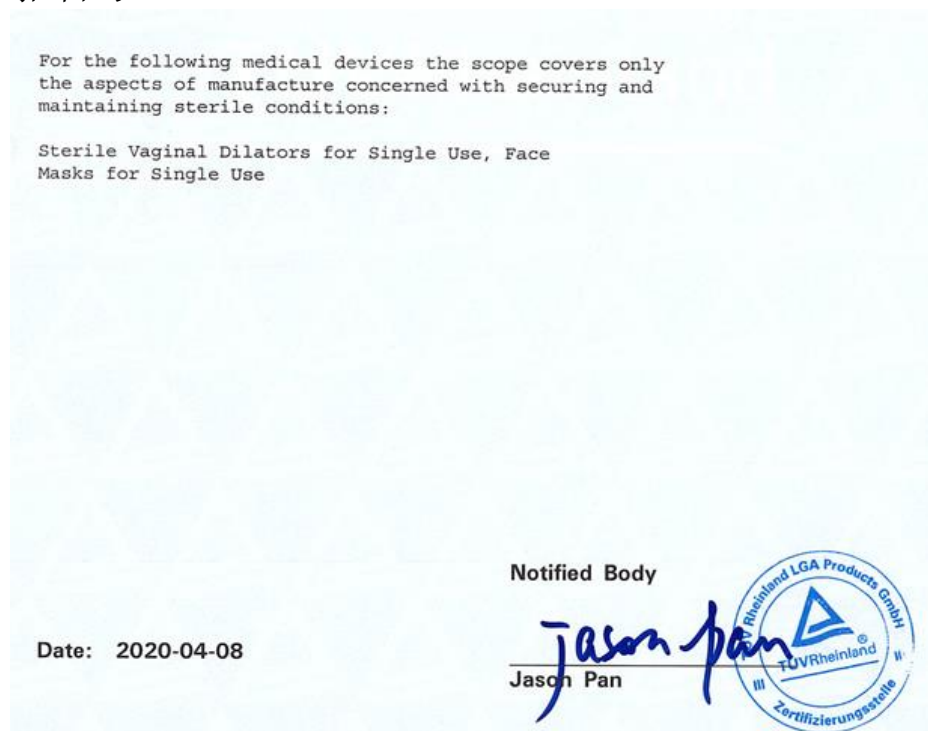 For the following medical devices the scope covers only
the aspects of manufacture concerned with securing and
maintaining sterile conditions:
Sterile Vaginal Dilators for Single Use, Face
Masks for Single Use
Notified Body
Date: 2020-04-08
Jason Pan
Jason Pan
TÜV Rheinland LGA Products GmbH
TÜVRheinland®
Zertifizierungsstelle